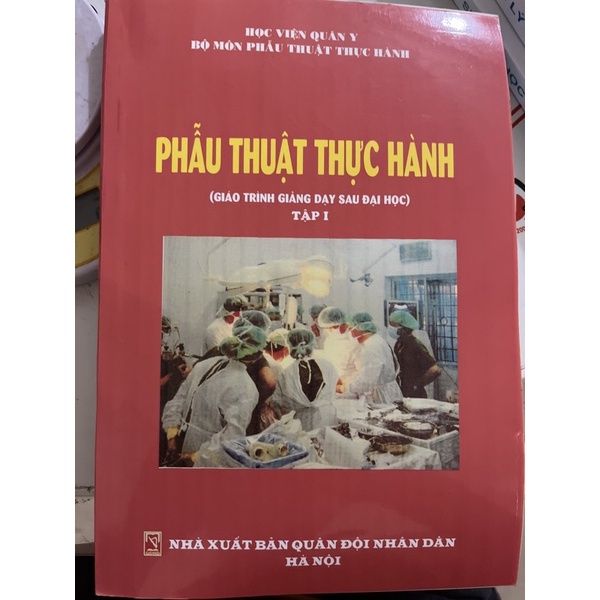 HỌC VIỆN QUÂN Y
BỘ MÔN PHẪU THUẬT THỰC HÀNH
PHẪU THUẬT THỰC HÀNH
(GIÁO TRÌNH GIẢNG DẠY SAU ĐẠI HỌC)
TẬP I
NHÀ XUẤT BẢN QUÂN ĐỘI NHÂN DÂN
HÀ NỘI